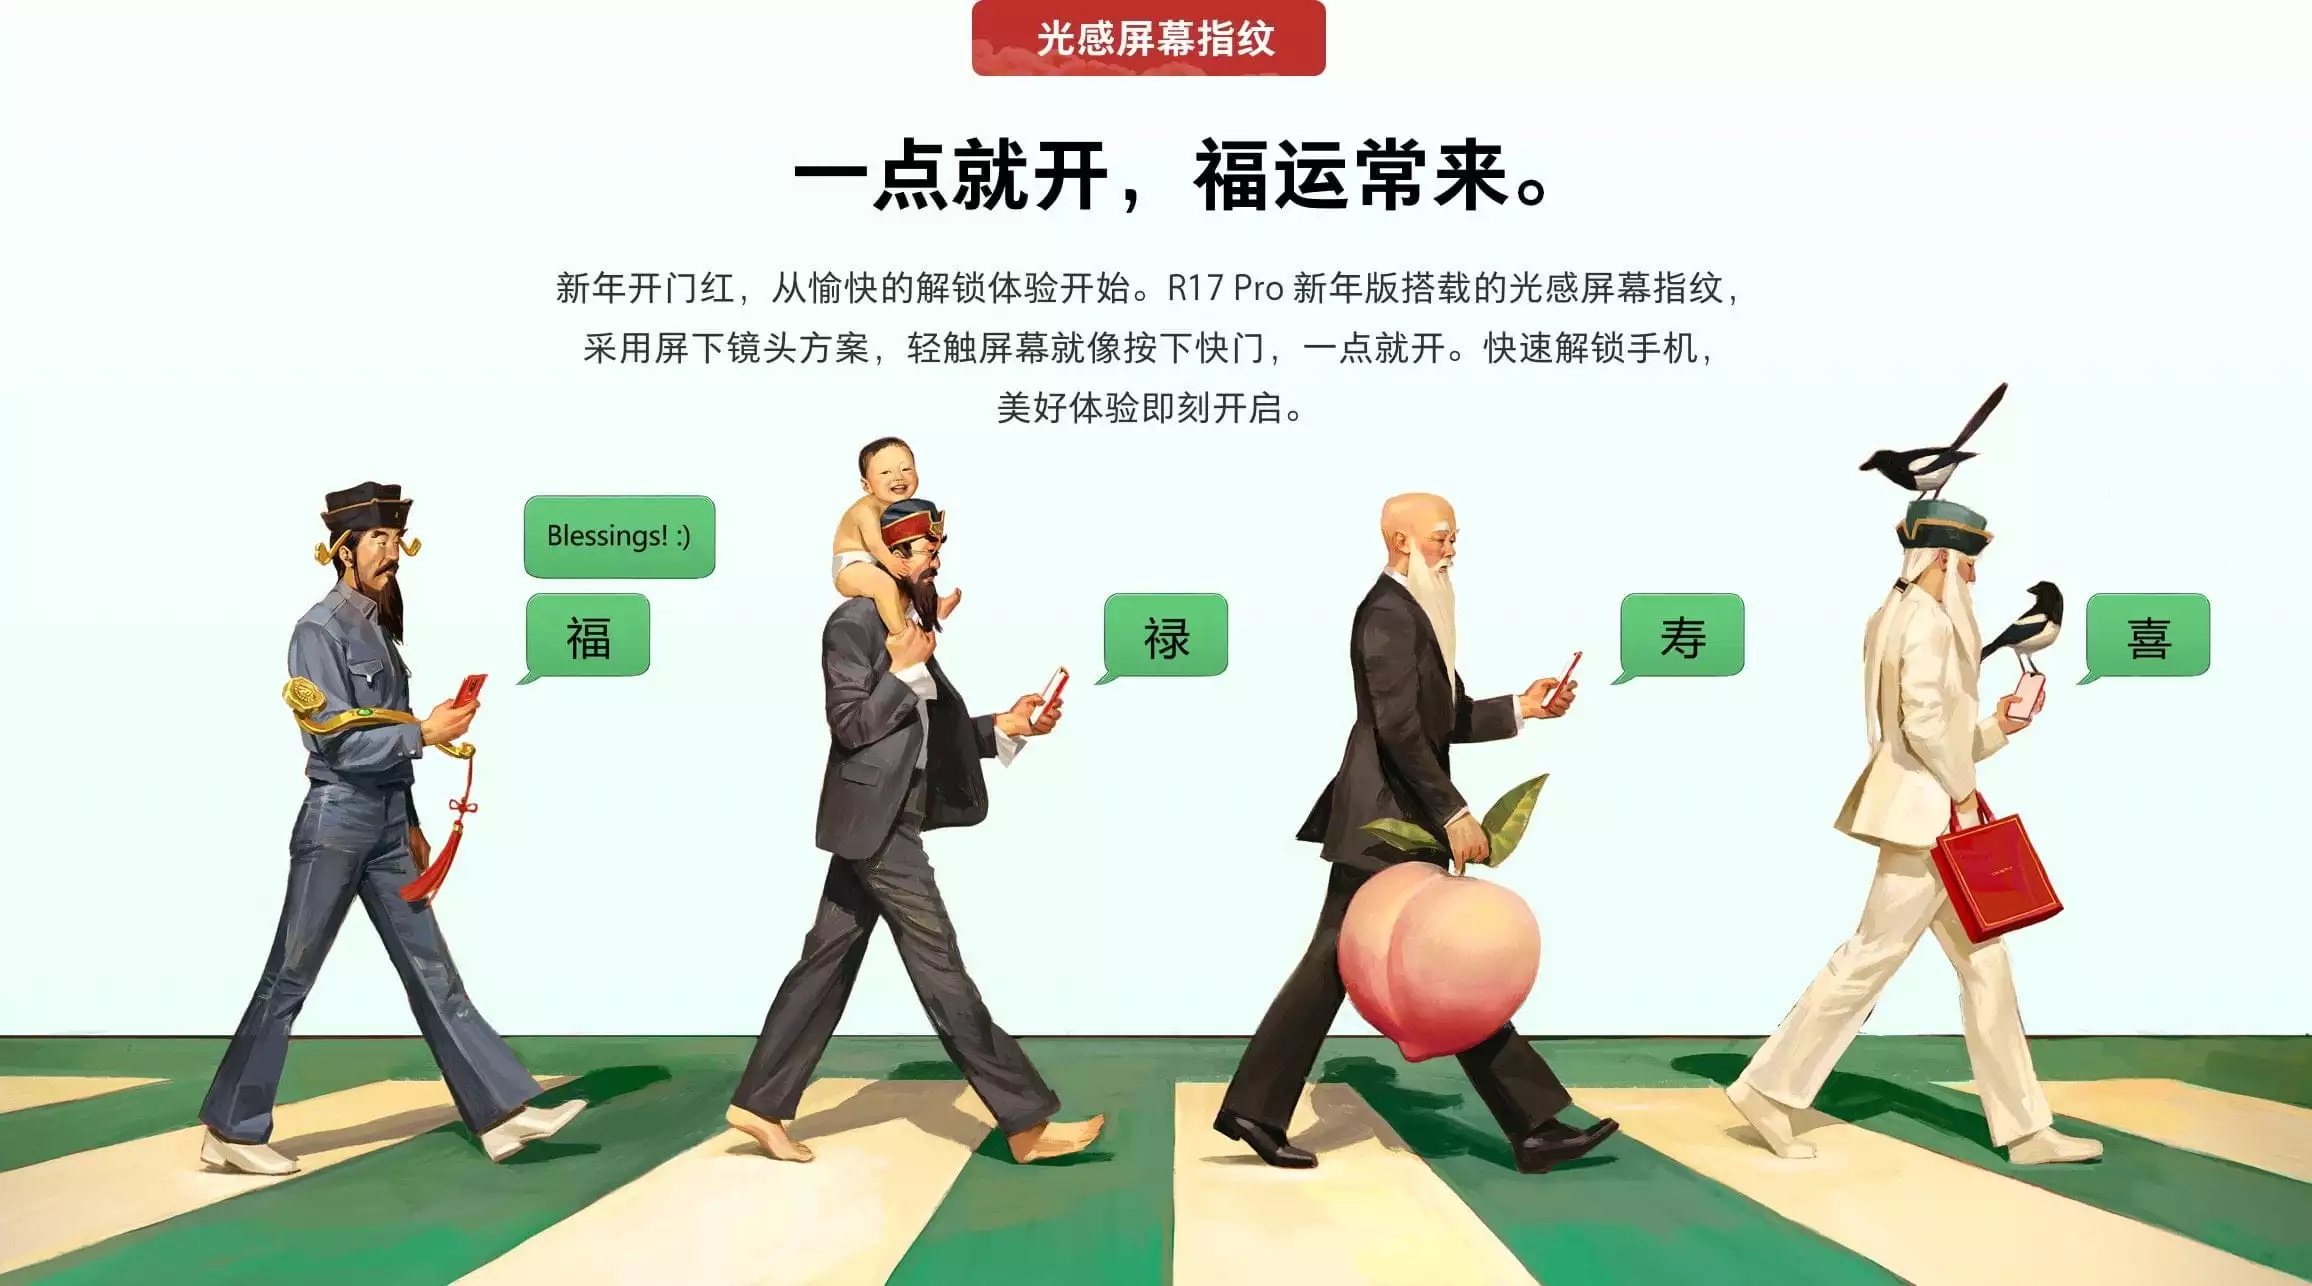 光感屏幕指纹
一点就开，福运常来。
新年开门红，从愉快的解锁体验开始。R17 Pro 新年版搭载的光感屏幕指纹，
采用屏下镜头方案，轻触屏幕就像按下快门，一点就开。快速解锁手机，
美好体验即刻开启。
Blessings! :)
福
禄
寿
喜